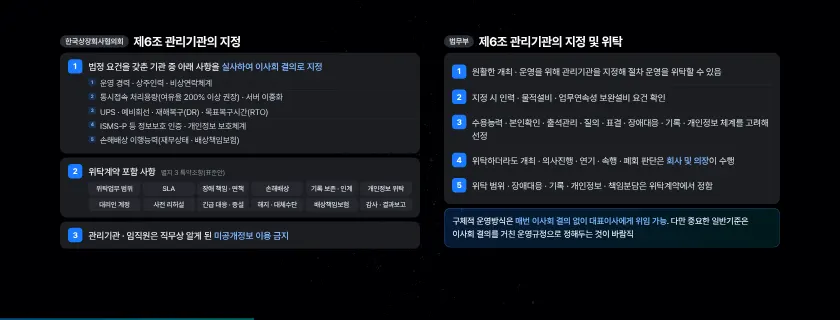 한국상장회사협의회 제6조 관리기관의 지정
1 법정 요건을 갖춘 기관 중 아래 사항을 실사하여 이사회 결의로 지정
1 운영 경력 · 상주인력 · 비상연락체계
2 동시접속 처리용량(여유율 200% 이상 권장) · 서버 이중화
3 UPS · 예비회선 · 재해복구(DR) · 목표복구시간(RTO)
4 ISMS-P 등 정보보호 인증 · 개인정보 보호체계
5 손해배상 이행능력(재무상태 · 배상책임보험)
2 위탁계약 포함 사항 별지 3 특약조항(표준안)
위탁업무 범위 SLA 장애 책임 · 면책 손해배상 기록 보존 · 인계 개인정보 위탁
대리인 계정 사전 리허설 긴급 대응 · 증설 해지 · 대체수단 배상책임보험 감사 · 결과보고
3 관리기관 · 임직원은 직무상 알게 된 미공개정보 이용 금지
법무부 제6조 관리기관의 지정 및 위탁
1 원활한 개최 · 운영을 위해 관리기관을 지정해 절차 운영을 위탁할 수 있음
2 지정 시 인력 · 물적설비 · 업무연속성 보완설비 요건 확인
3 수용능력 · 본인확인 · 출석관리 · 질의 · 표결 · 장애대응 · 기록 · 개인정보 체계를 고려해
선정
4 위탁하더라도 개최 · 의사진행 · 연기 · 속행 · 폐회 판단은 회사 및 의장이 수행
5 위탁 범위 · 장애대응 · 기록 · 개인정보 · 책임분담은 위탁계약에서 정함
구체적 운영방식은 매번 이사회 결의 없이 대표이사에게 위임 가능. 다만 중요한 일반기준은
이사회 결의를 거친 운영규정으로 정해두는 것이 바람직